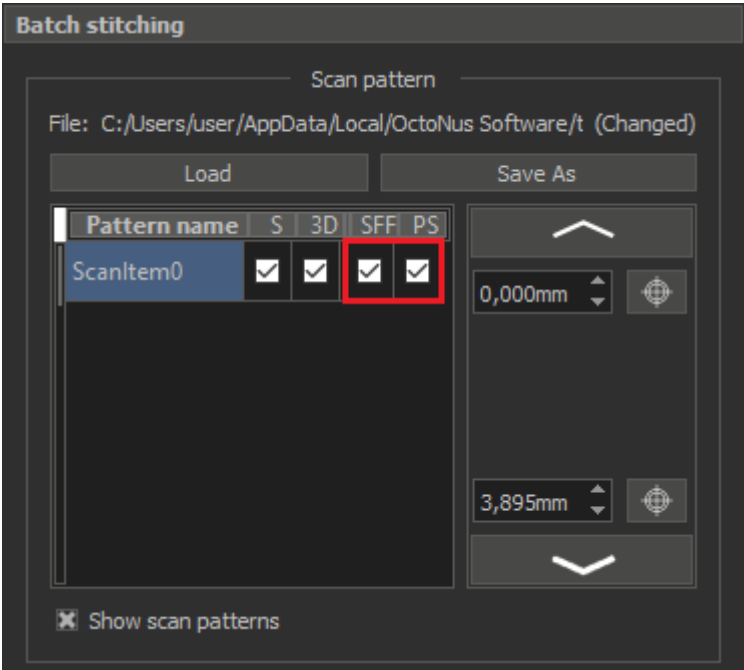 Batch stitching
Scan pattern
File: C:/Users/user/AppData/Local/OctoNus Software/t (Changed)
Load Save As
Pattern name S 3D SFF PS
ScanItem0
0,000mm
3,895mm
Show scan patterns